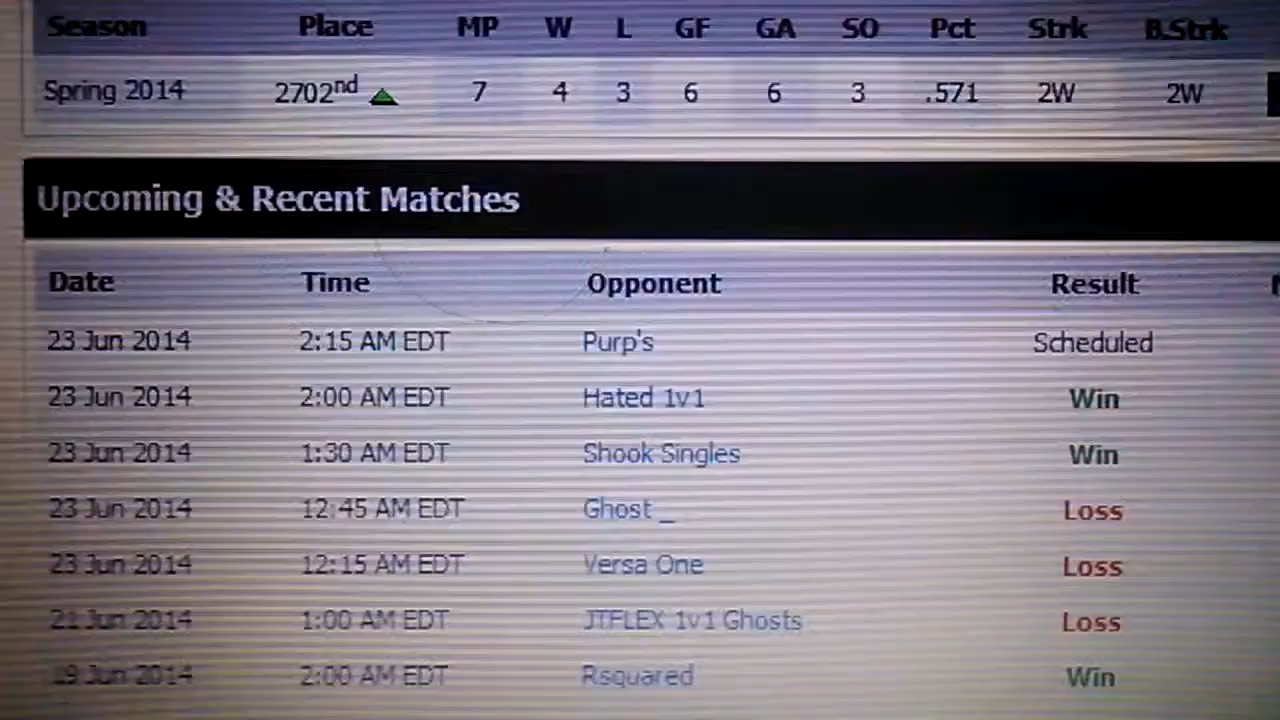 Season Place MP W L GF GA SO Pct Strk B.Strk
Spring 2014 2702nd 7 4 3 6 6 3 .571 2W 2W
Upcoming & Recent Matches
Date Time Opponent Result
23 Jun 2014 2:15 AM EDT Purp's Scheduled
23 Jun 2014 2:00 AM EDT Hated 1v1 Win
23 Jun 2014 1:30 AM EDT Shook Singles Win
23 Jun 2014 12:45 AM EDT Ghost _ Loss
23 Jun 2014 12:15 AM EDT Versa One Loss
21 Jun 2014 1:00 AM EDT JTFLEX 1v1 Ghosts Loss
19 Jun 2014 2:00 AM EDT Rsquared Win